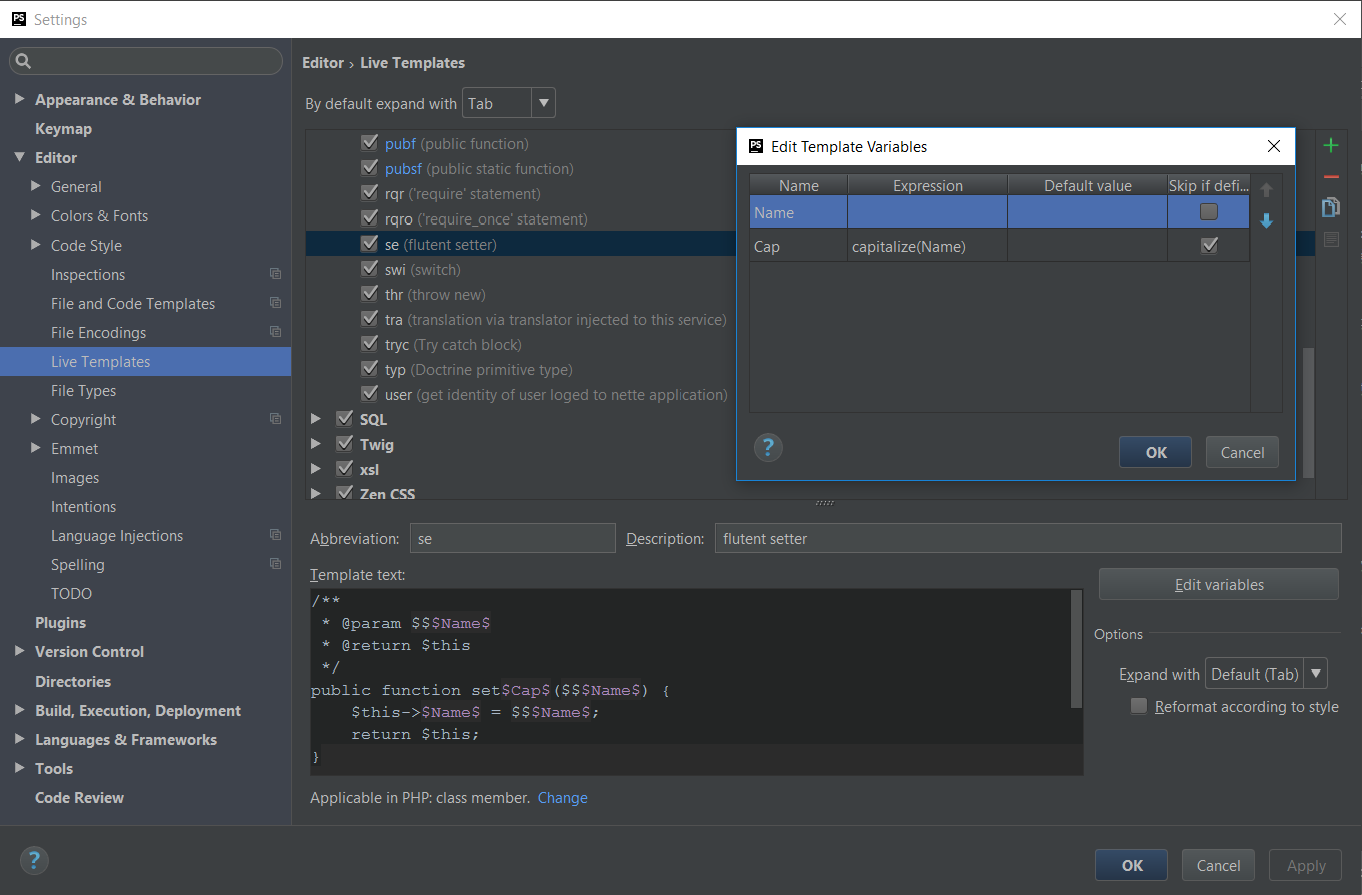 PS Settings
Editor › Live Templates
Appearance & Behavior
Keymap
Editor
General
Colors & Fonts
Code Style
Inspections
File and Code Templates
File Encodings
Live Templates
File Types
Copyright
Emmet
Images
Intentions
Language Injections
Spelling
TODO
Plugins
Version Control
Directories
Build, Execution, Deployment
Languages & Frameworks
Tools
Code Review
By default expand with Tab
pubf (public function)
pubsf (public static function)
rqr ('require' statement)
rqro ('require_once' statement)
se (flutent setter)
swi (switch)
thr (throw new)
tra (translation via translator injected to this service)
tryc (Try catch block)
typ (Doctrine primitive type)
user (get identity of user loged to nette application)
SQL
Twig
xsl
Zen CSS
PS Edit Template Variables
Name Expression Default value Skip if defi...
Name
Cap capitalize(Name)
? OK Cancel
Abbreviation: se Description: flutent setter
Template text:
/**
* @param $$$Name$
* @return $this
*/
public function set$Cap$($$$Name$) {
$this->$Name$ = $$$Name$;
return $this;
}
Edit variables
Options
Expand with Default (Tab)
Reformat according to style
Applicable in PHP: class member. Change
? OK Cancel Apply